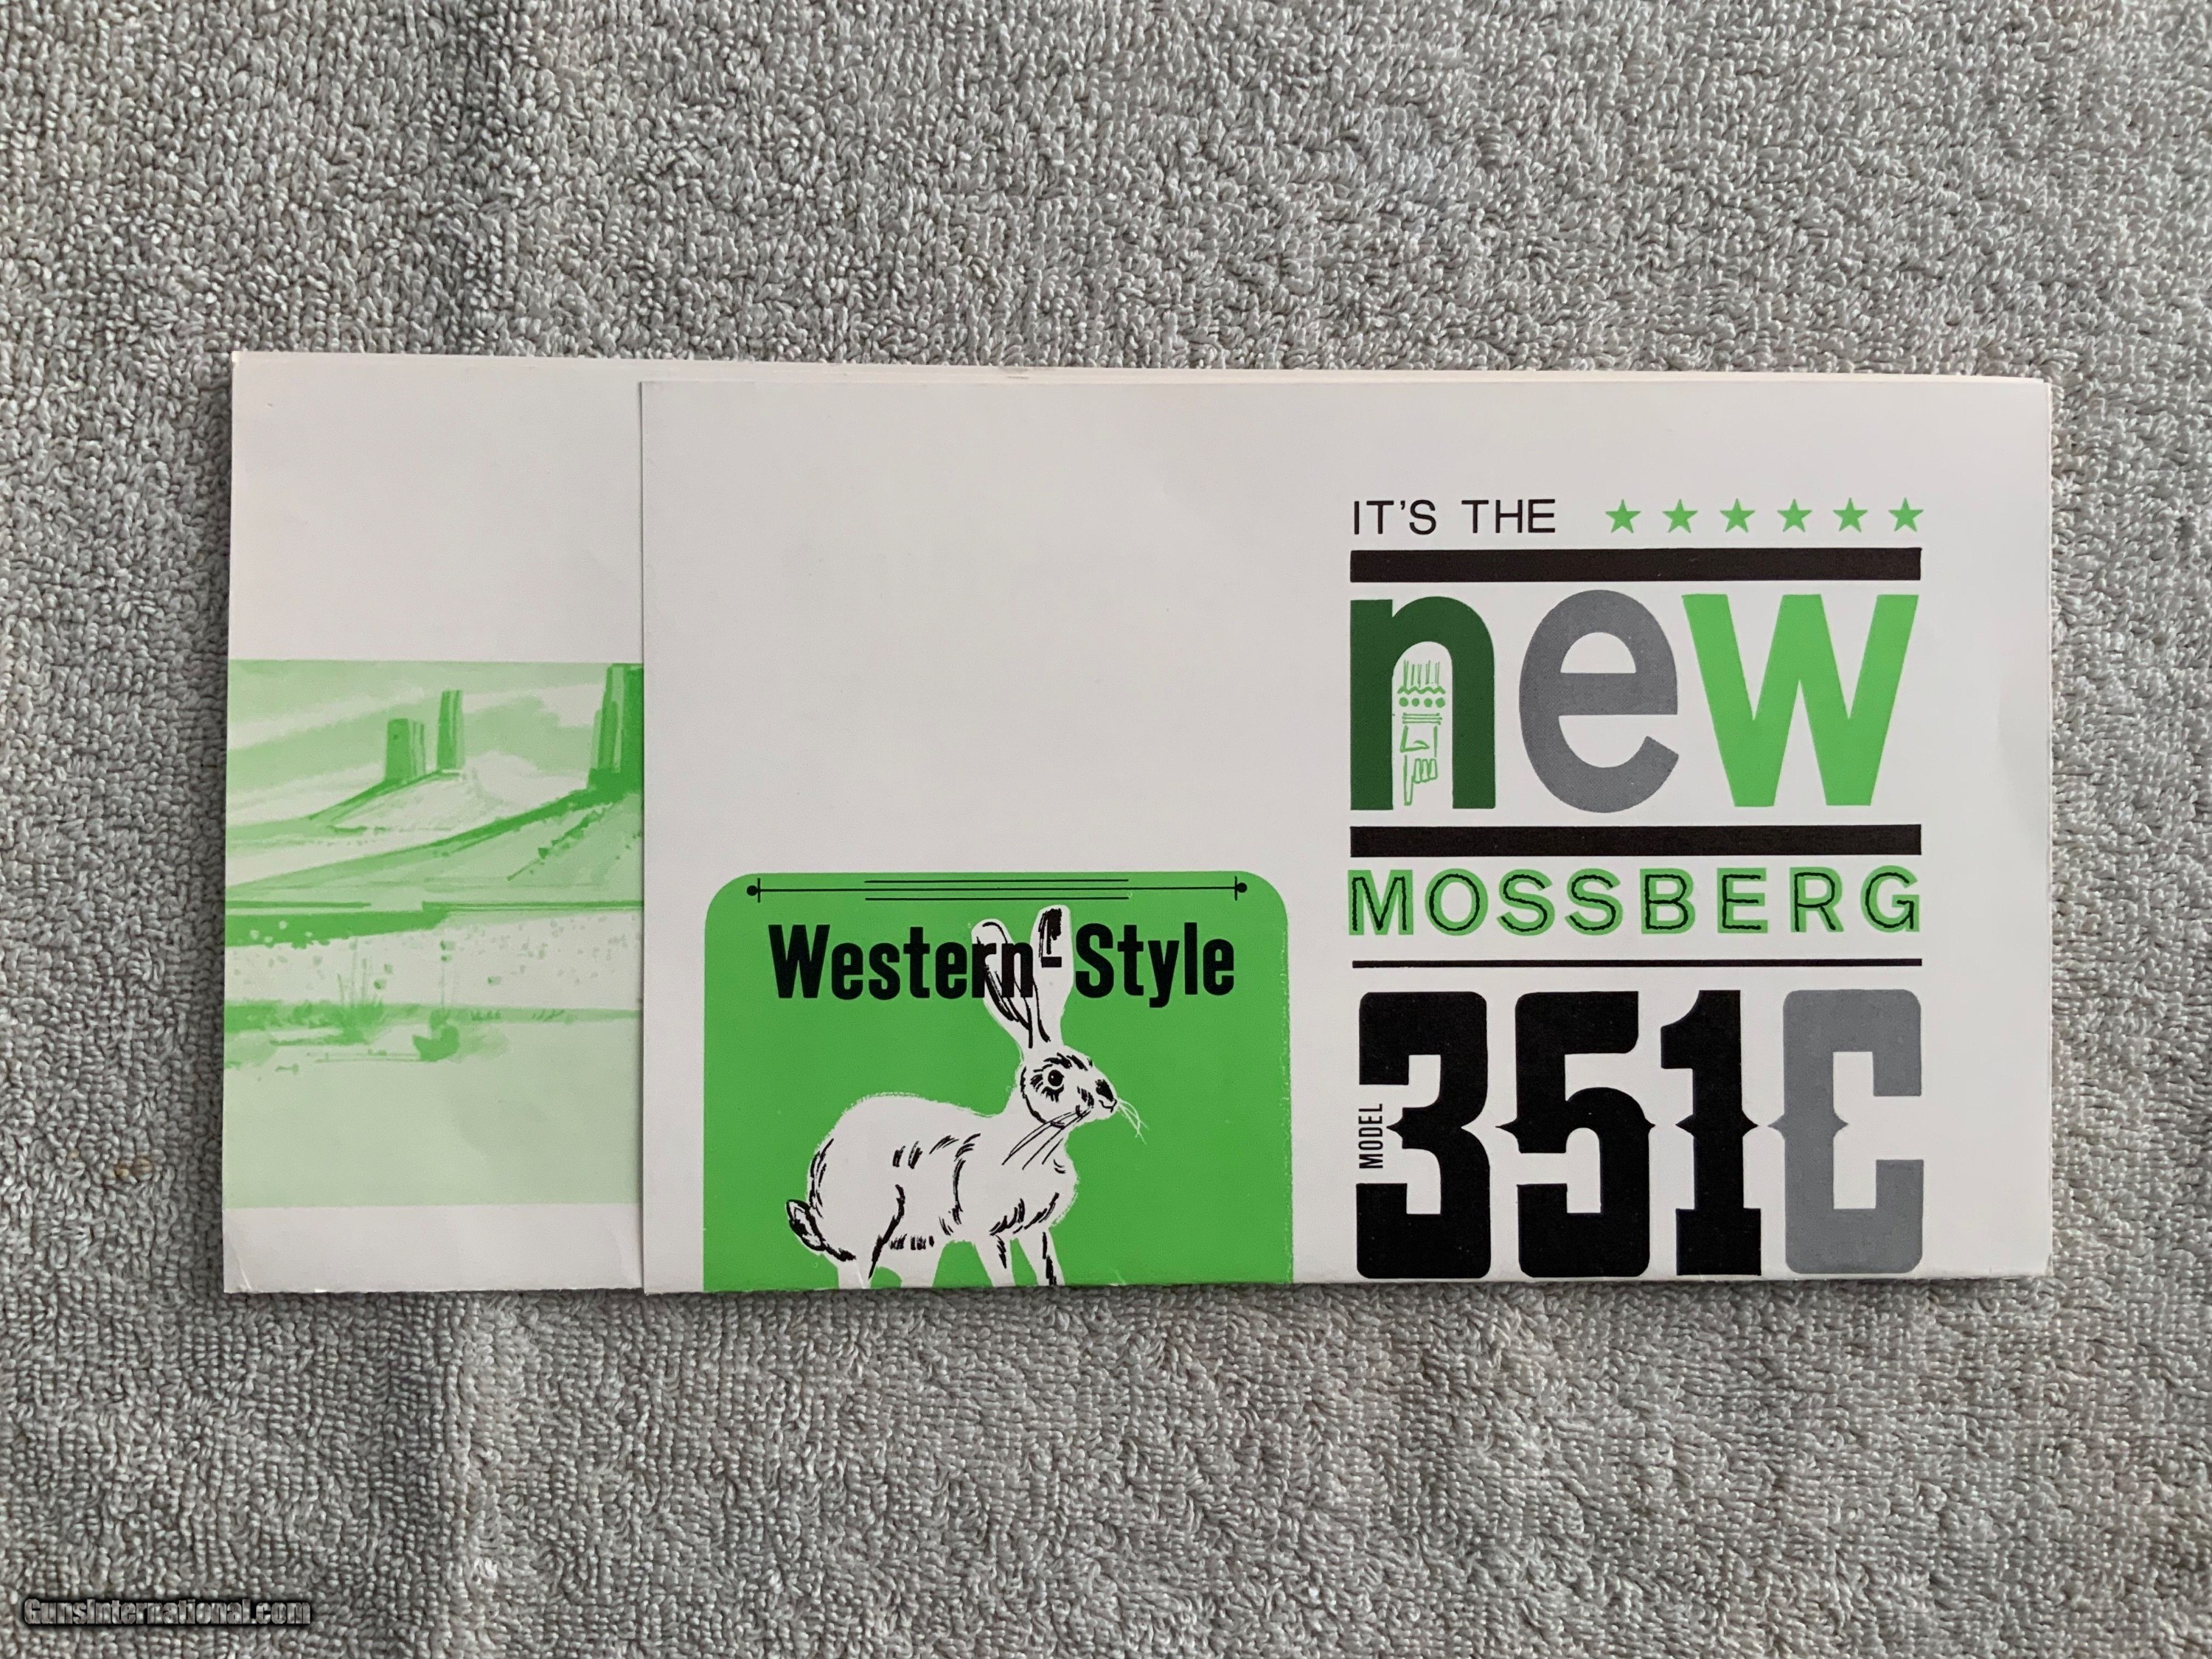 IT'S THE
new
MOSSBERG
MODEL 351C
Western-Style
GunsInternational.com